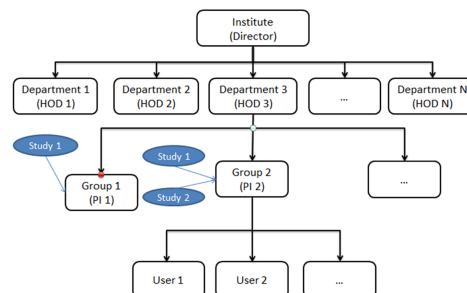 Institute
(Director)
Department 1
(HOD 1)
Department 2
(HOD 2)
Department 3
(HOD 3)
...
Department N
(HOD N)
Study 1
Group 1
(PI 1)
Study 1
Study 2
Group 2
(PI 2)
...
User 1
User 2
...